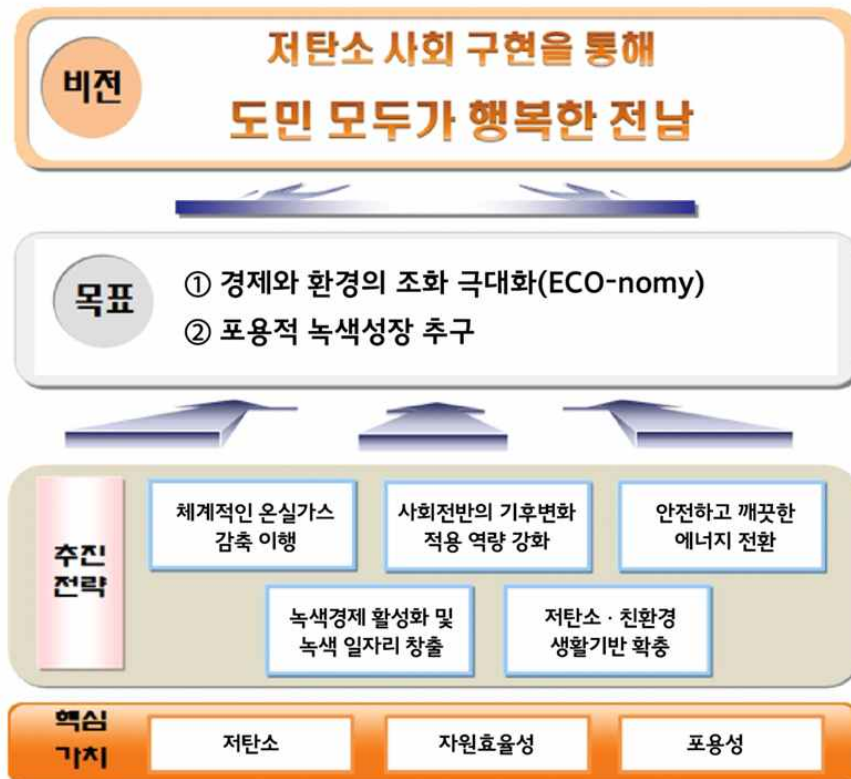 비전
저탄소 사회 구현을 통해
도민 모두가 행복한 전남
목표
① 경제와 환경의 조화 극대화(ECO-nomy)
② 포용적 녹색성장 추구
추진
전략
체계적인 온실가스
감축 이행
사회전반의 기후변화
적용 역량 강화
안전하고 깨끗한
에너지 전환
녹색경제 활성화 및
녹색 일자리 창출
저탄소 · 친환경
생활기반 확충
핵심
가치
저탄소
자원효율성
포용성